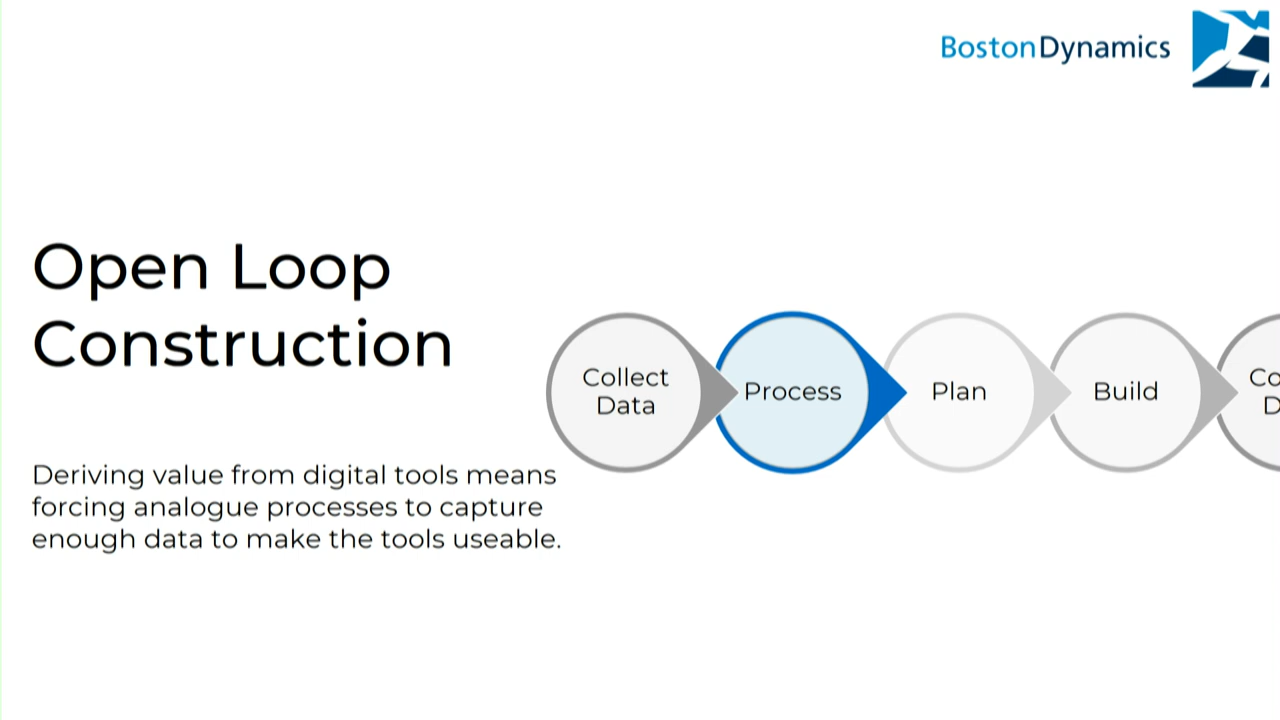 BostonDynamics
Open Loop
Construction
Collect
Data
Process
Plan
Build
Deriving value from digital tools means
forcing analogue processes to capture
enough data to make the tools useable.